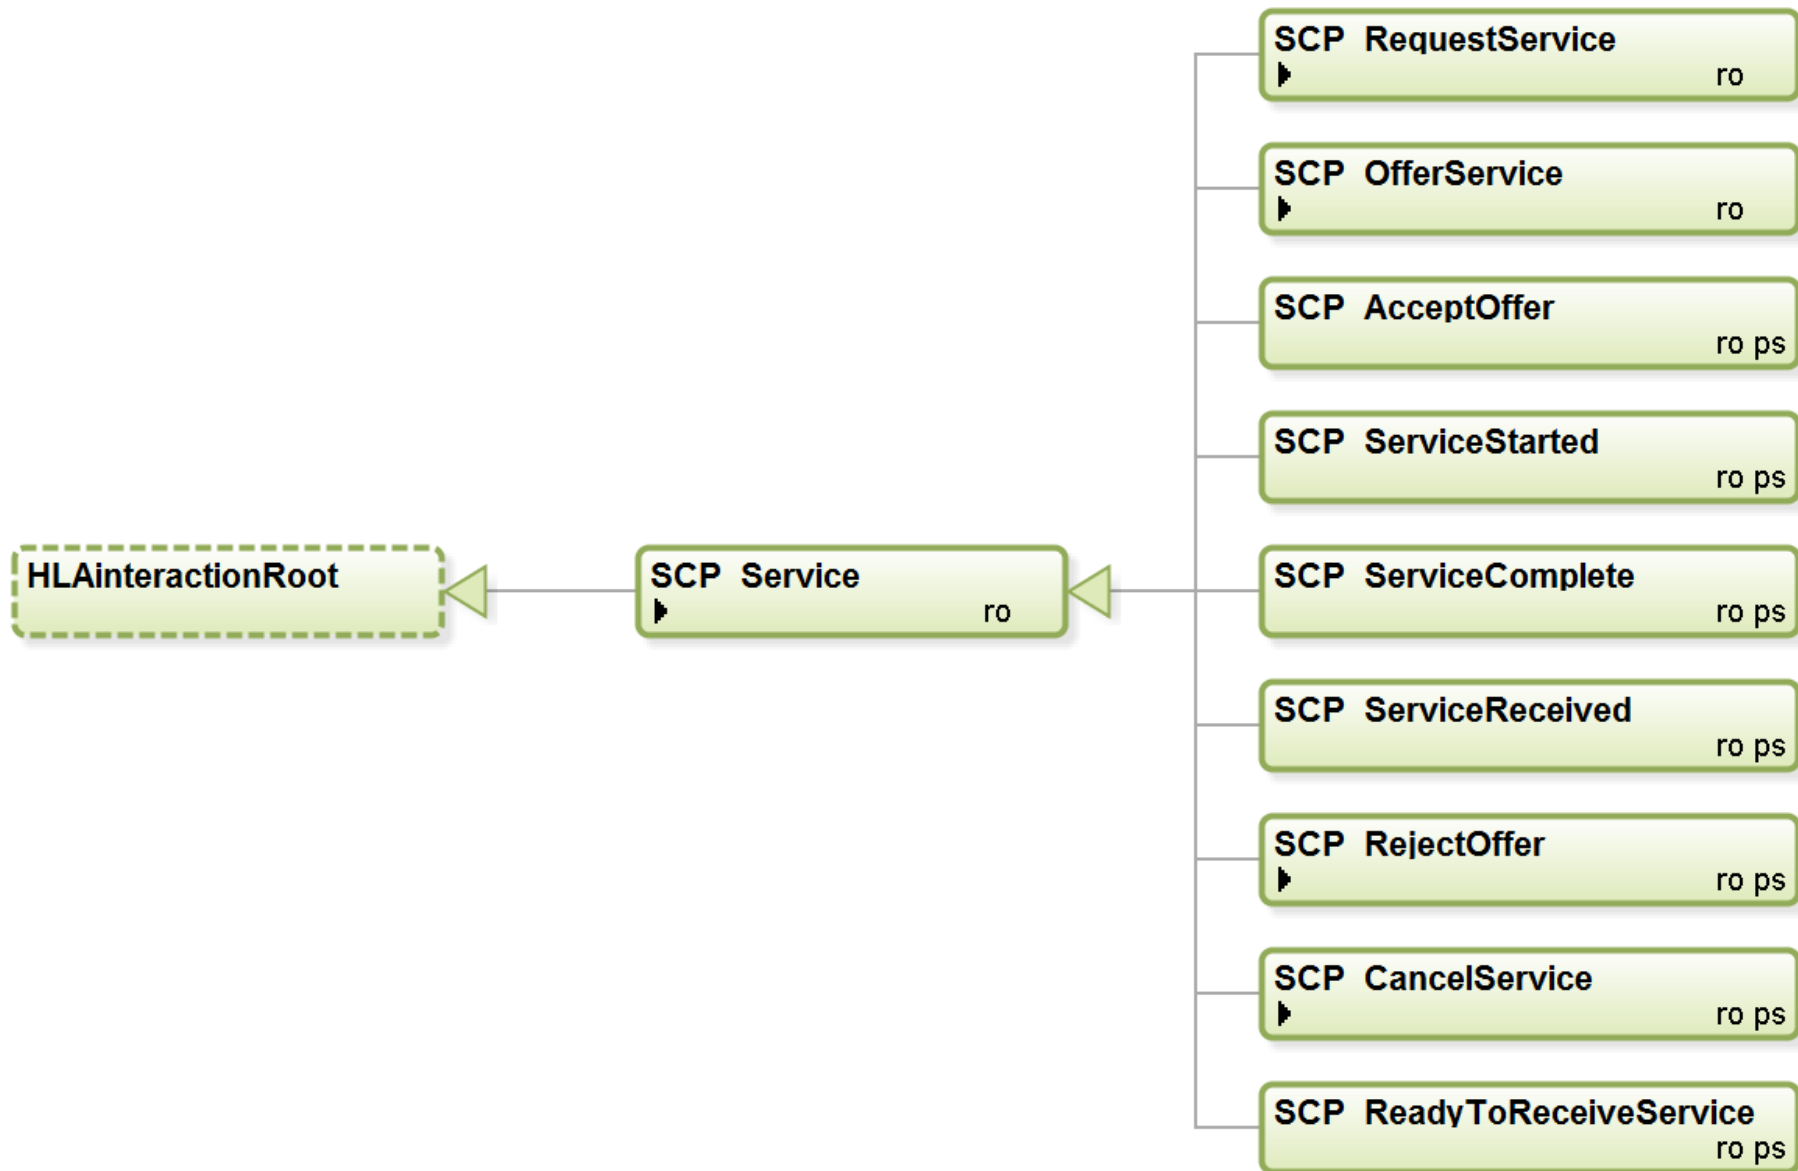 HLAinteractionRoot
SCP Service
ro
SCP RequestService
ro
SCP OfferService
ro
SCP AcceptOffer
ro ps
SCP ServiceStarted
ro ps
SCP ServiceComplete
ro ps
SCP ServiceReceived
ro ps
SCP RejectOffer
ro ps
SCP CancelService
ro ps
SCP ReadyToReceiveService
ro ps